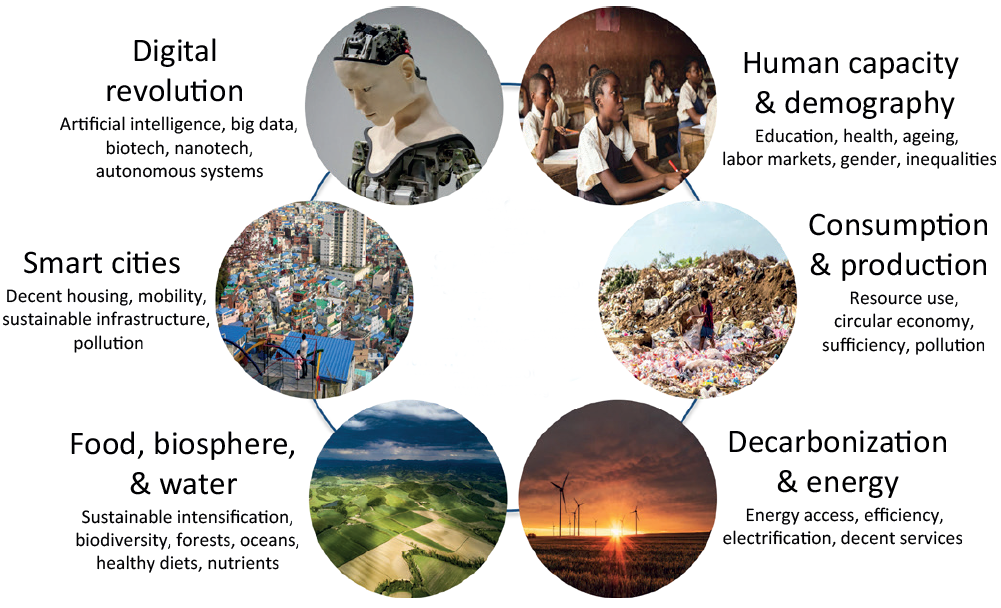 Digital
revolution
Artificial intelligence, big data,
biotech, nanotech,
autonomous systems
Human capacity
& demography
Education, health, ageing,
labor markets, gender, inequalities
Smart cities
Decent housing, mobility,
sustainable infrastructure,
pollution
Consumption
& production
Resource use,
circular economy,
sufficiency, pollution
Food, biosphere,
& water
Sustainable intensification,
biodiversity, forests, oceans,
healthy diets, nutrients
Decarbonization
& energy
Energy access, efficiency,
electrification, decent services